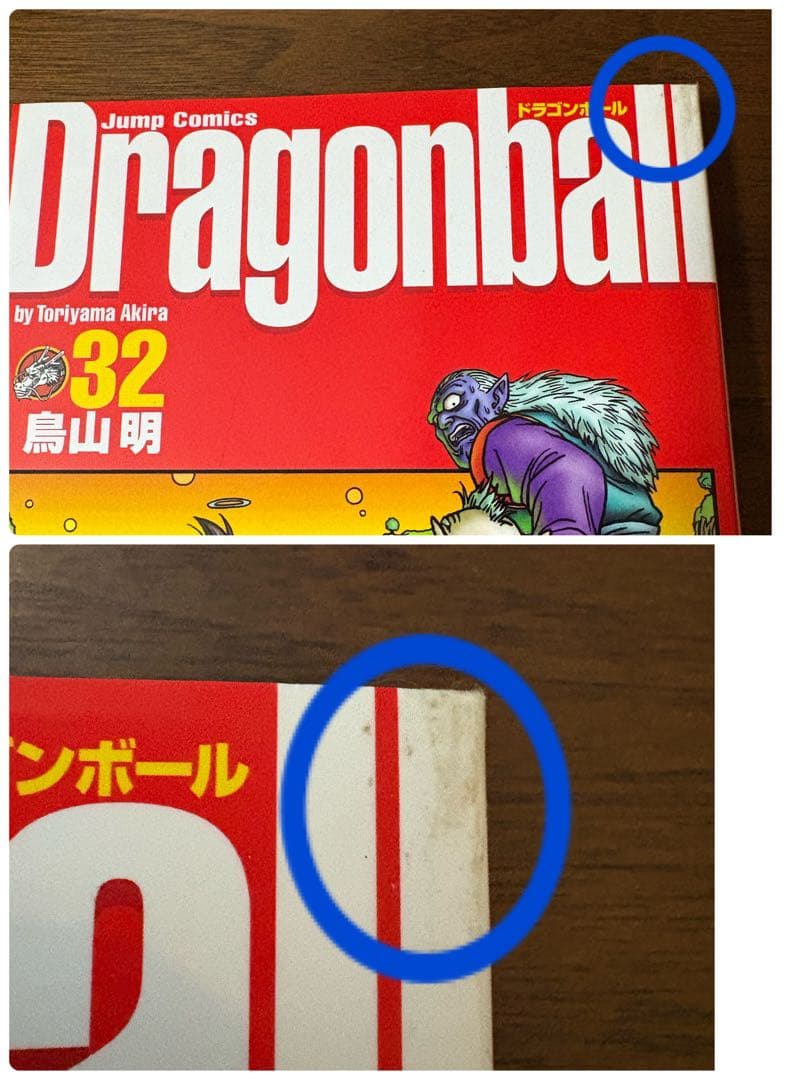 Jump Comics
ドラゴンボール
Dragonball
by Toriyama Akira
32
鳥山明
ンボール